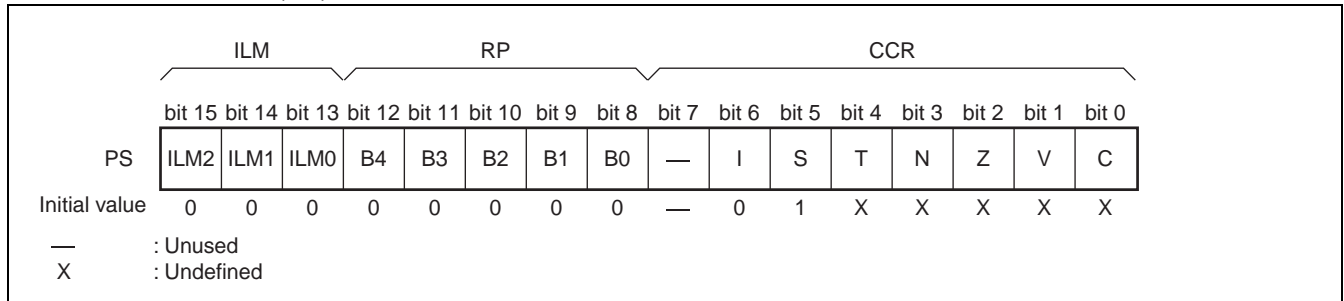 ILM RP CCR
bit 15 bit 14 bit 13 bit 12 bit 11 bit 10 bit 9 bit 8 bit 7 bit 6 bit 5 bit 4 bit 3 bit 2 bit 1 bit 0
PS ILM2 ILM1 ILM0 B4 B3 B2 B1 B0 — I S T N Z V C
Initial value 0 0 0 0 0 0 0 0 — 0 1 X X X X X
— : Unused
X : Undefined